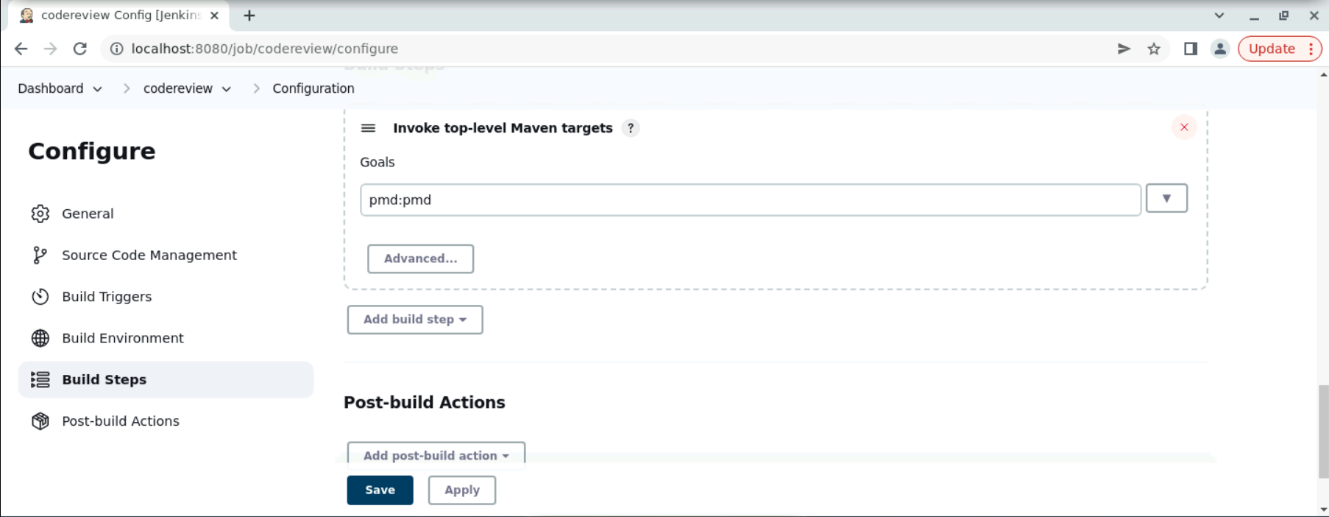 codereview Config [Jenkins
localhost:8080/job/codereview/configure
Update
Build Steps
Dashboard
codereview
Configuration
Configure
General
Source Code Management
Build Triggers
Build Environment
Build Steps
Post-build Actions
Invoke top-level Maven targets ?
Goals
pmd:pmd
Advanced...
Add build step
Post-build Actions
Add post-build action
Save
Apply